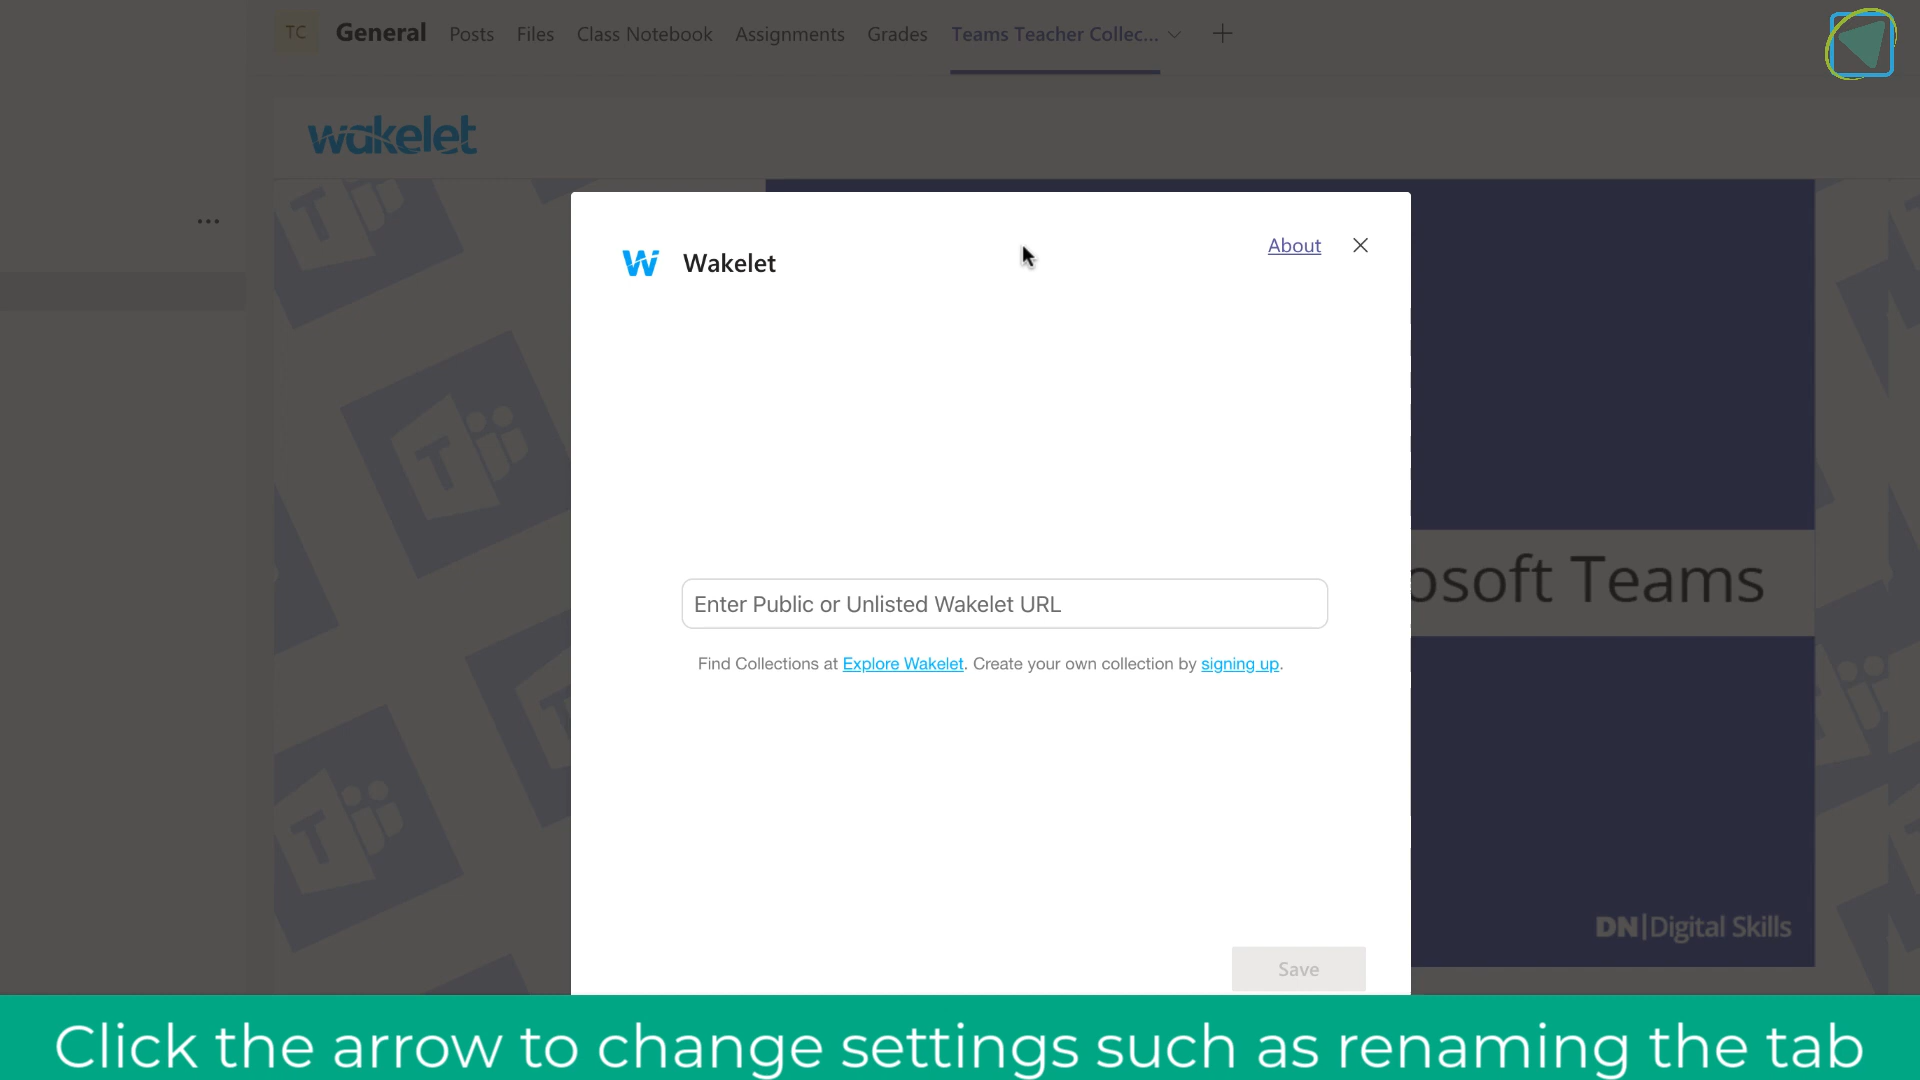 TC General Posts Files Class Notebook Assignments Grades Teams Teacher Collec...
wakelet
W Wakelet
About
Enter Public or Unlisted Wakelet URL
osoft Teams
Find Collections at Explore Wakelet. Create your own collection by signing up.
DN|Digital Skills
Save
Click the arrow to change settings such as renaming the tab